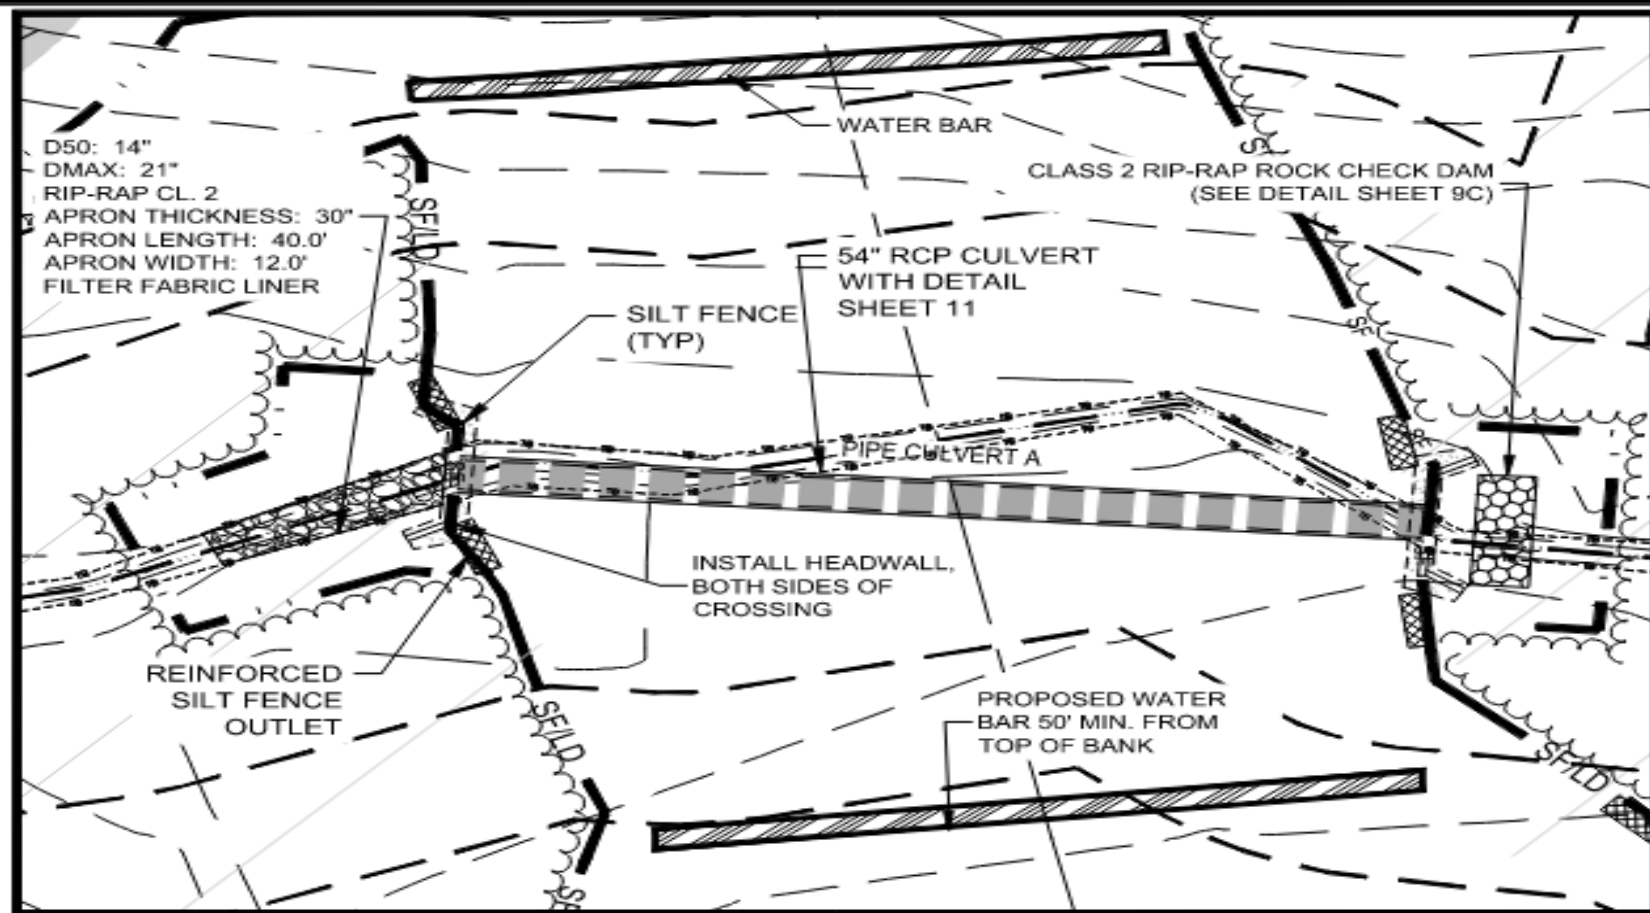 WATER BAR
D50: 14"
DMAX: 21"
RIP-RAP CL. 2
APRON THICKNESS: 30"
APRON LENGTH: 40.0'
APRON WIDTH: 12.0'
FILTER FABRIC LINER
CLASS 2 RIP-RAP ROCK CHECK DAM
(SEE DETAIL SHEET 9C)
SF/LD
54" RCP CULVERT
WITH DETAIL
SHEET 11
SILT FENCE
(TYP)
SF
PIPE CULVERT A
INSTALL HEADWALL,
BOTH SIDES OF
CROSSING
REINFORCED
SILT FENCE
OUTLET
PROPOSED WATER
BAR 50' MIN. FROM
TOP OF BANK
SF/LD
SF/LD
SF